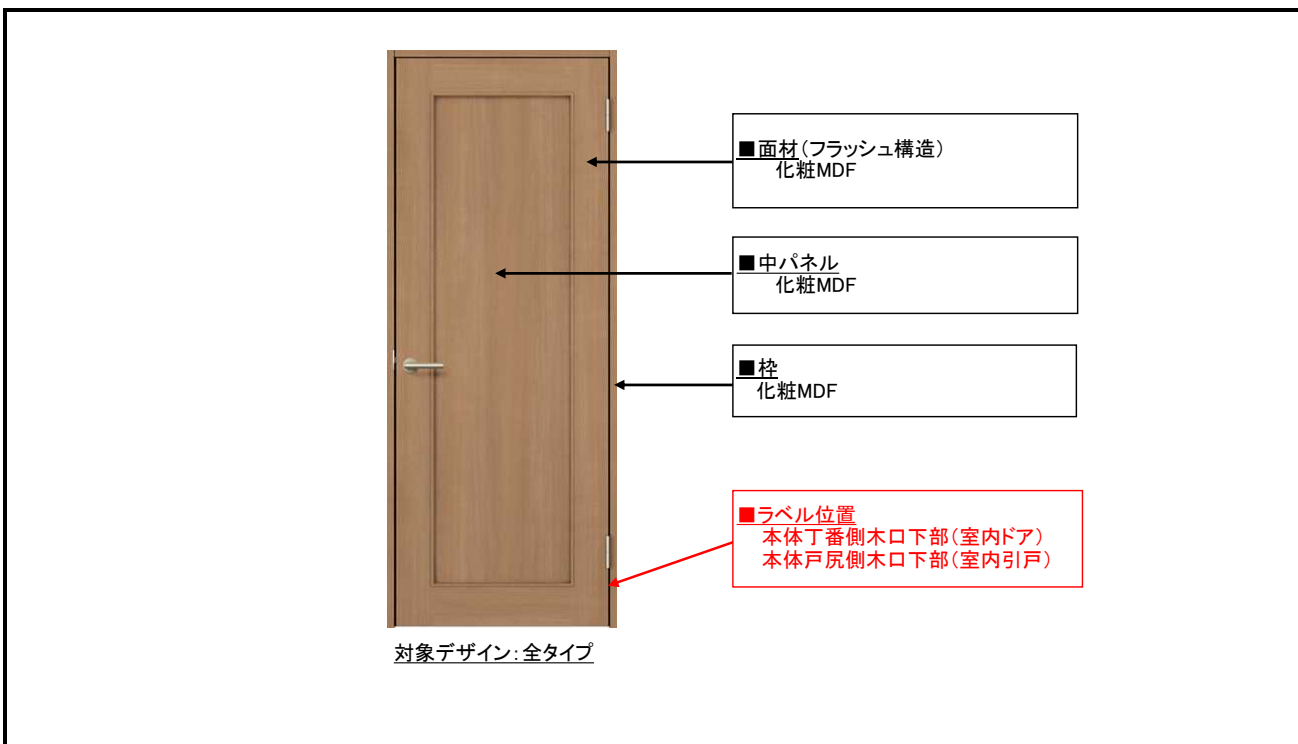 ■面材(フラッシュ構造)
化粧MDF
■中パネル
化粧MDF
■枠
化粧MDF
■ラベル位置
本体丁番側木口下部(室内ドア)
本体戸尻側木口下部(室内引戸)
対象デザイン:全タイプ